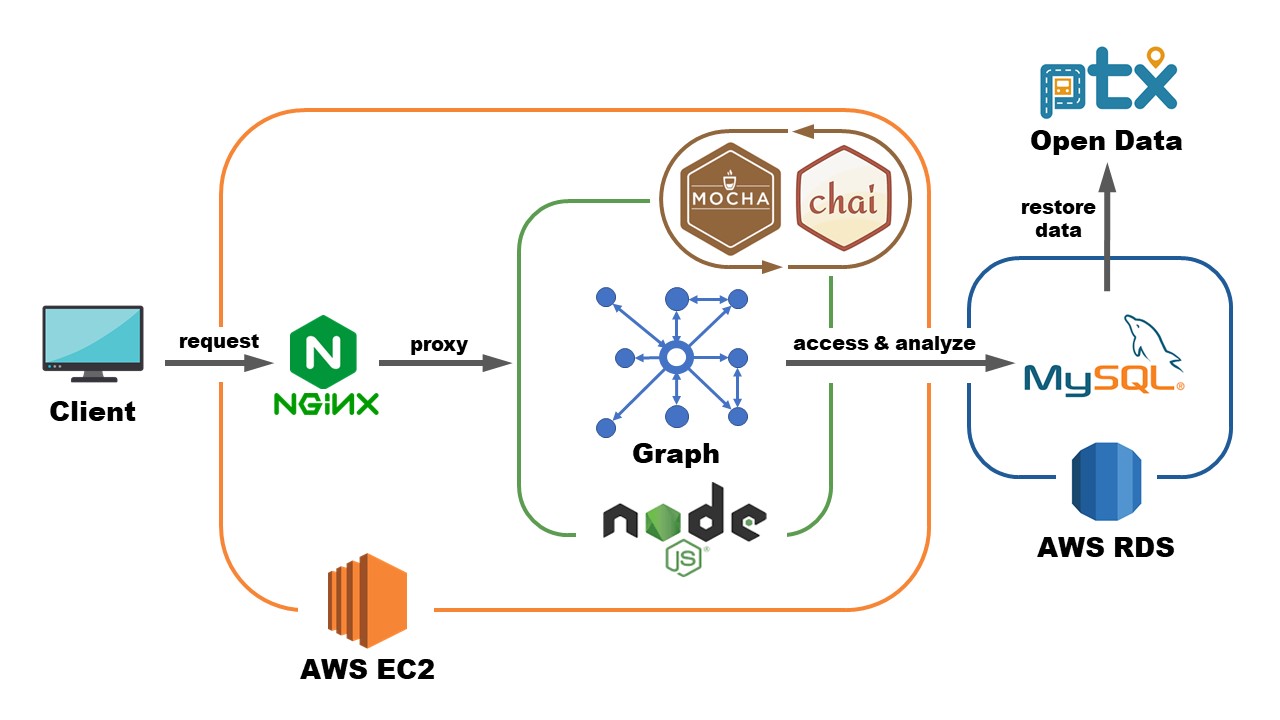 ptx
Open Data
MOCHA
chai
restore
data
request
proxy
access & analyze
N
NGiNX
Client
MySQL®
Graph
node
JS®
AWS RDS
AWS EC2